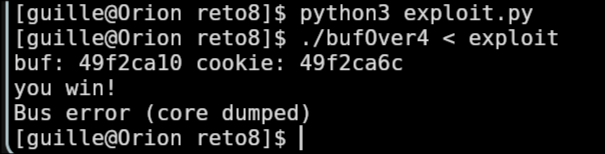 [guille@Orion reto8]$ python3 exploit.py
[guille@Orion reto8]$ ./bufOver4 < exploit
buf: 49f2ca10 cookie: 49f2ca6c
you win!
Bus error (core dumped)
[guille@Orion reto8]$